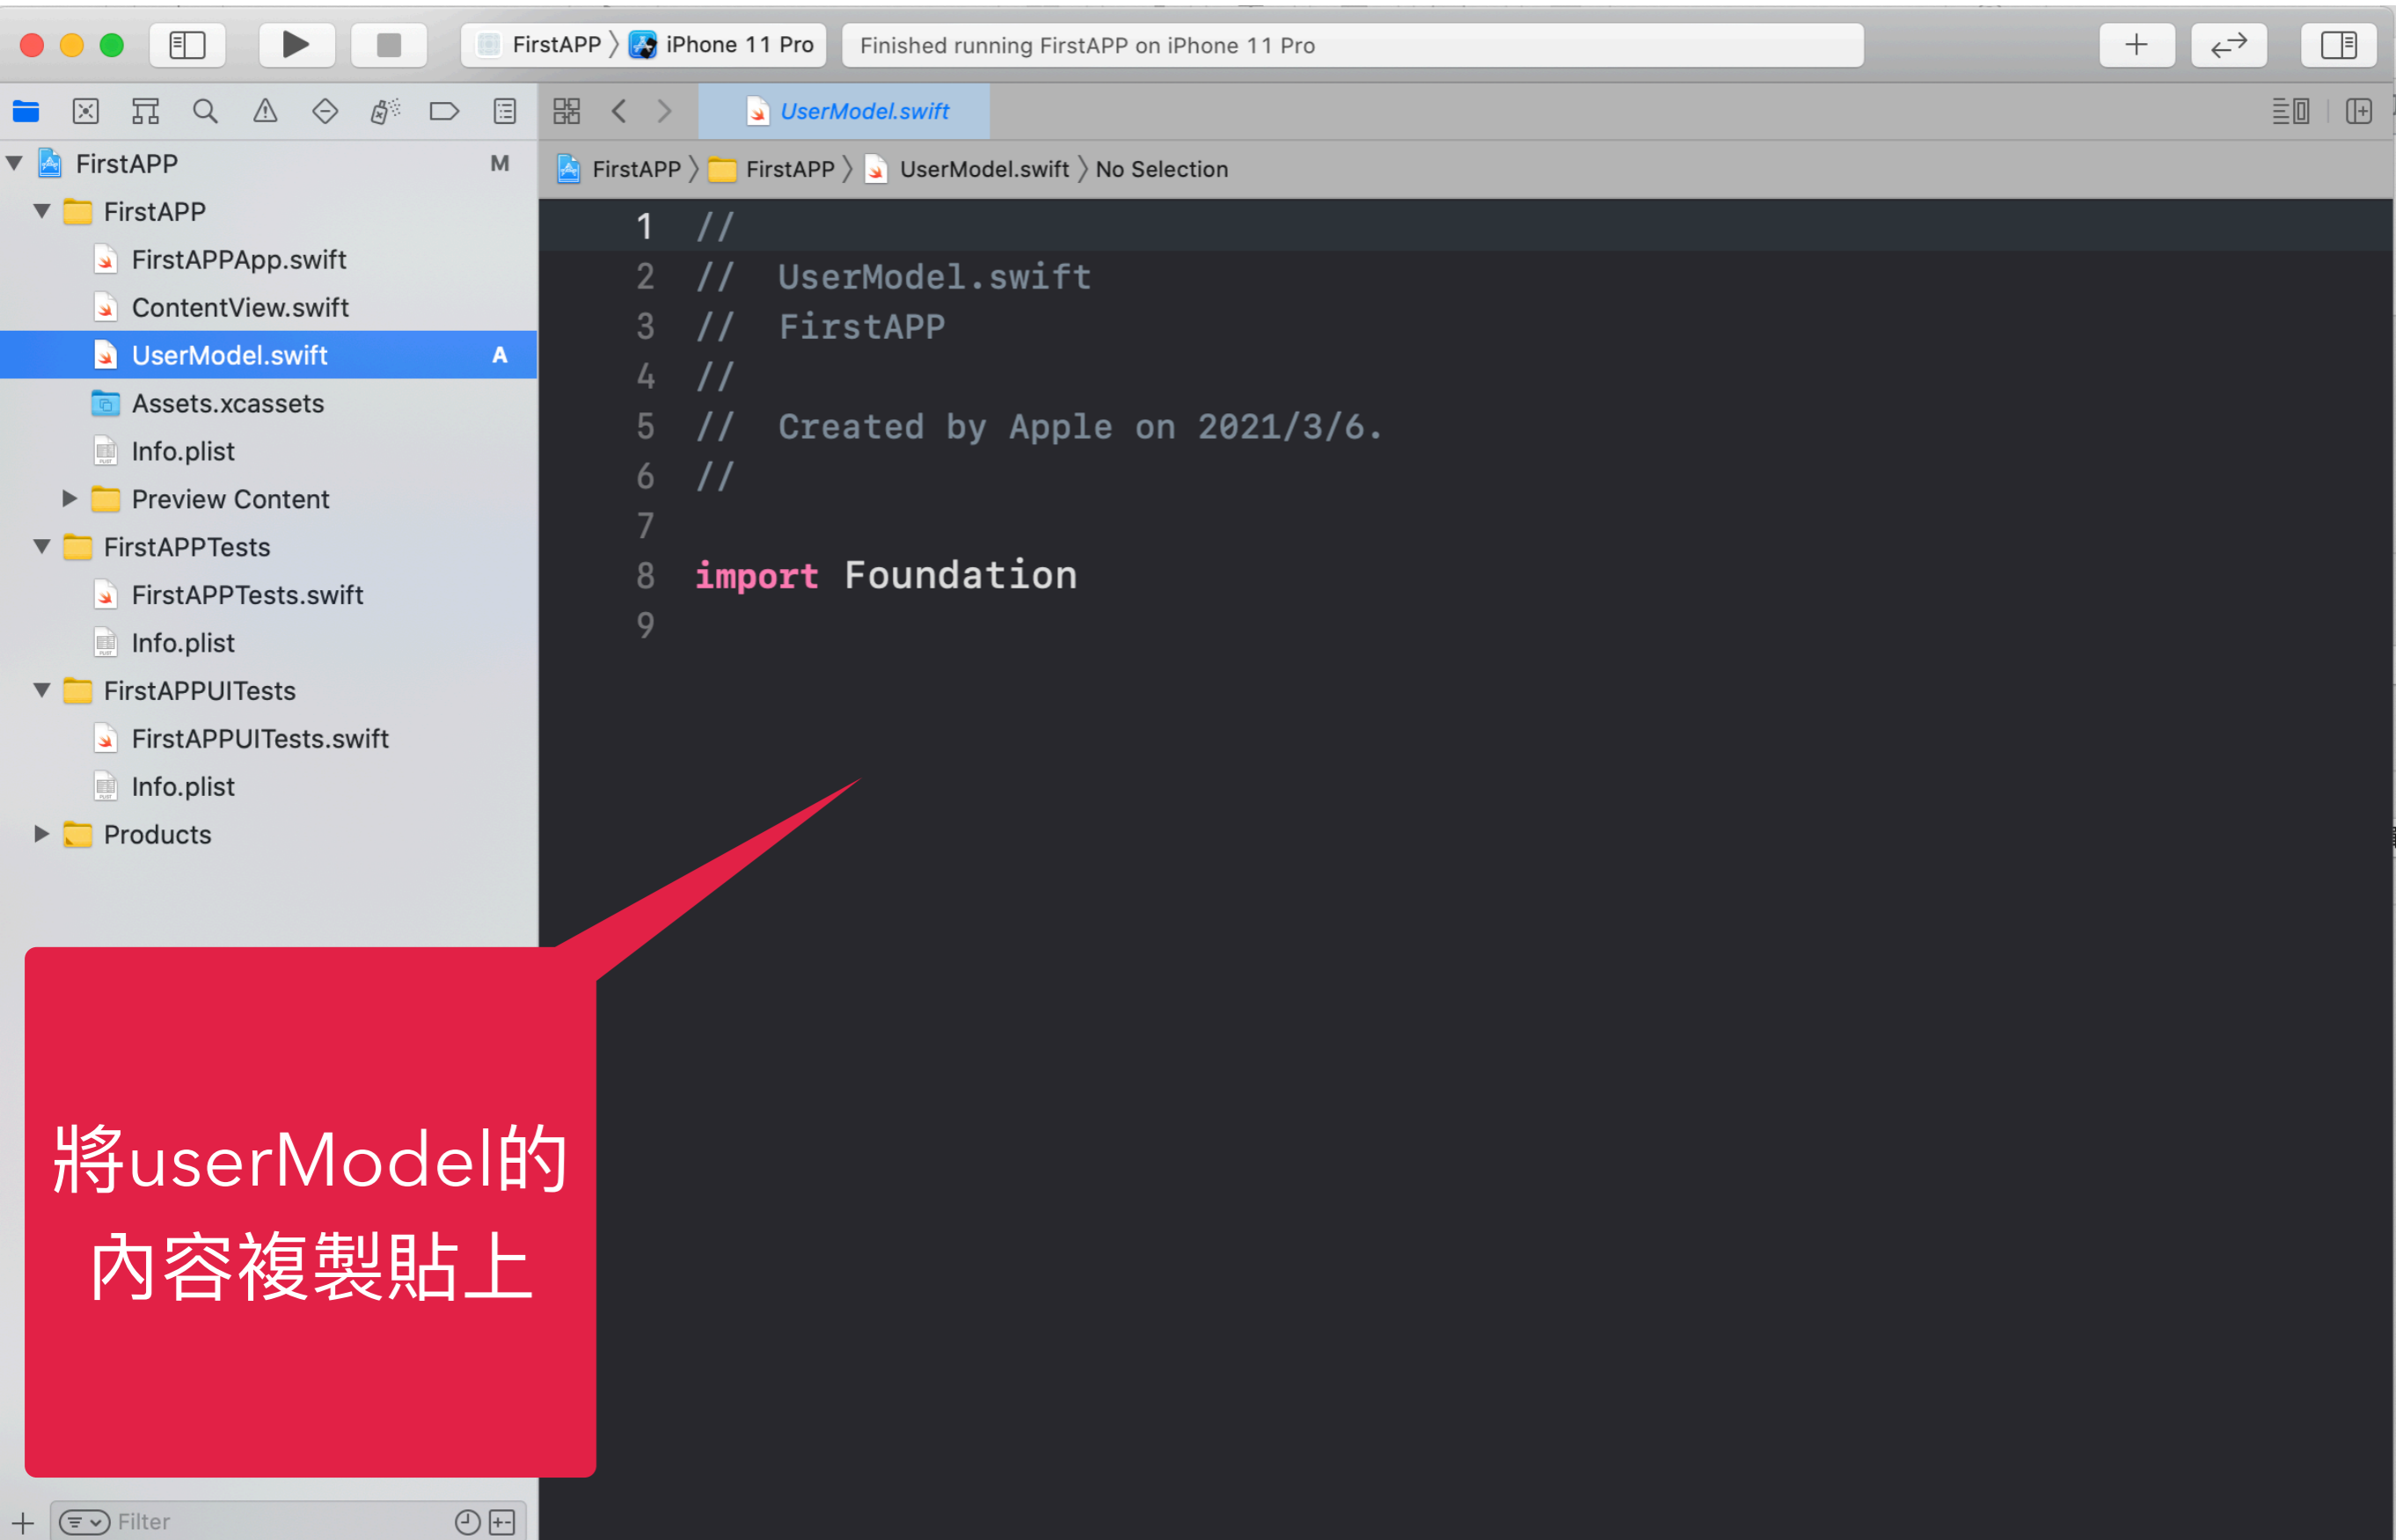 FirstAPP 〉 iPhone 11 Pro
Finished running FirstAPP on iPhone 11 Pro
UserModel.swift
FirstAPP M
FirstAPP
FirstAPPApp.swift
ContentView.swift
UserModel.swift A
Assets.xcassets
Info.plist
Preview Content
FirstAPPTests
FirstAPPTests.swift
Info.plist
FirstAPPUITests
FirstAPPUITests.swift
Info.plist
Products
FirstAPP 〉 FirstAPP 〉 UserModel.swift 〉 No Selection
1 //
2 // UserModel.swift
3 // FirstAPP
4 //
5 // Created by Apple on 2021/3/6.
6 //
7
8 import Foundation
9
將userModel的
內容複製貼上
Filter